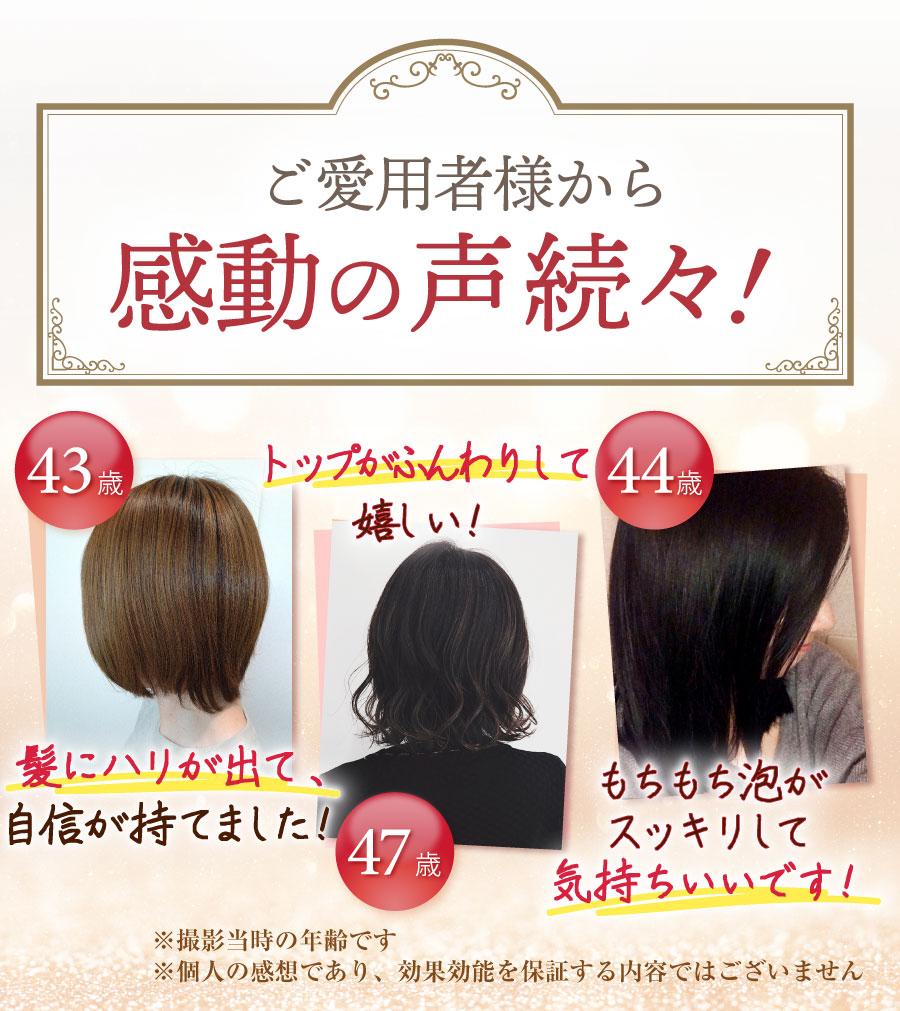 ご愛用者様から
感動の声続々!
43歳
髪にハリが出て、
自信が持てました!
トップがふんわりして
嬉しい!
47歳
44歳
もちもち泡が
スッキリして
気持ちいいです!
※撮影当時の年齢です
※個人の感想であり、効果効能を保証する内容ではございません